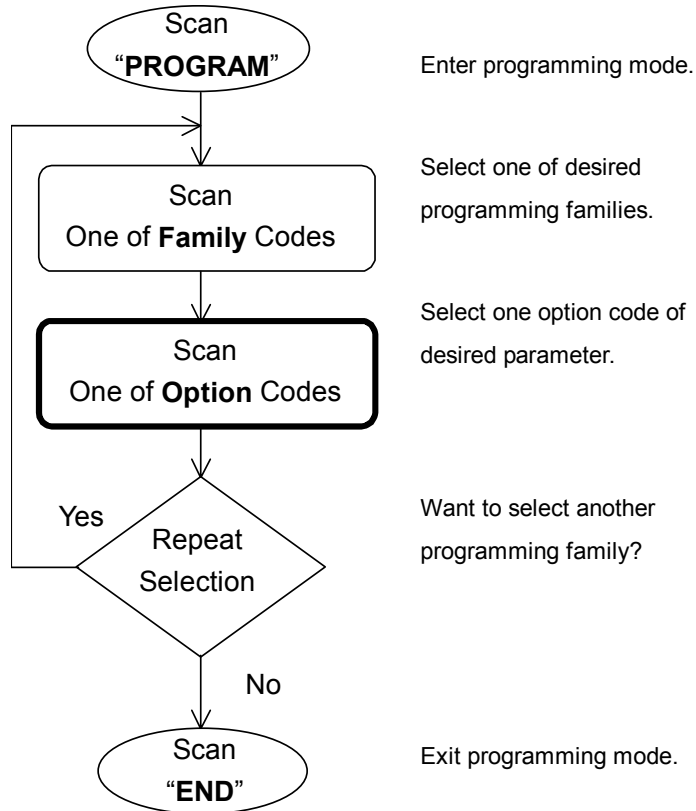 Scan
“PROGRAM”
Enter programming mode.
Scan
One of Family Codes
Select one of desired
programming families.
Scan
One of Option Codes
Select one option code of
desired parameter.
Yes
Repeat
Selection
Want to select another
programming family?
No
Scan
“END”
Exit programming mode.